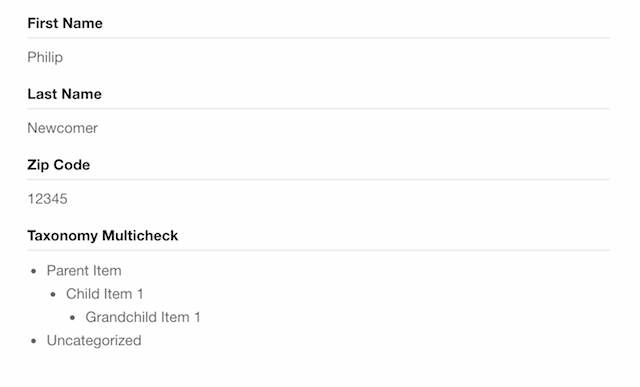 First Name
Philip
Last Name
Newcomer
Zip Code
12345
Taxonomy Multicheck
Parent Item
Child Item 1
Grandchild Item 1
Uncategorized